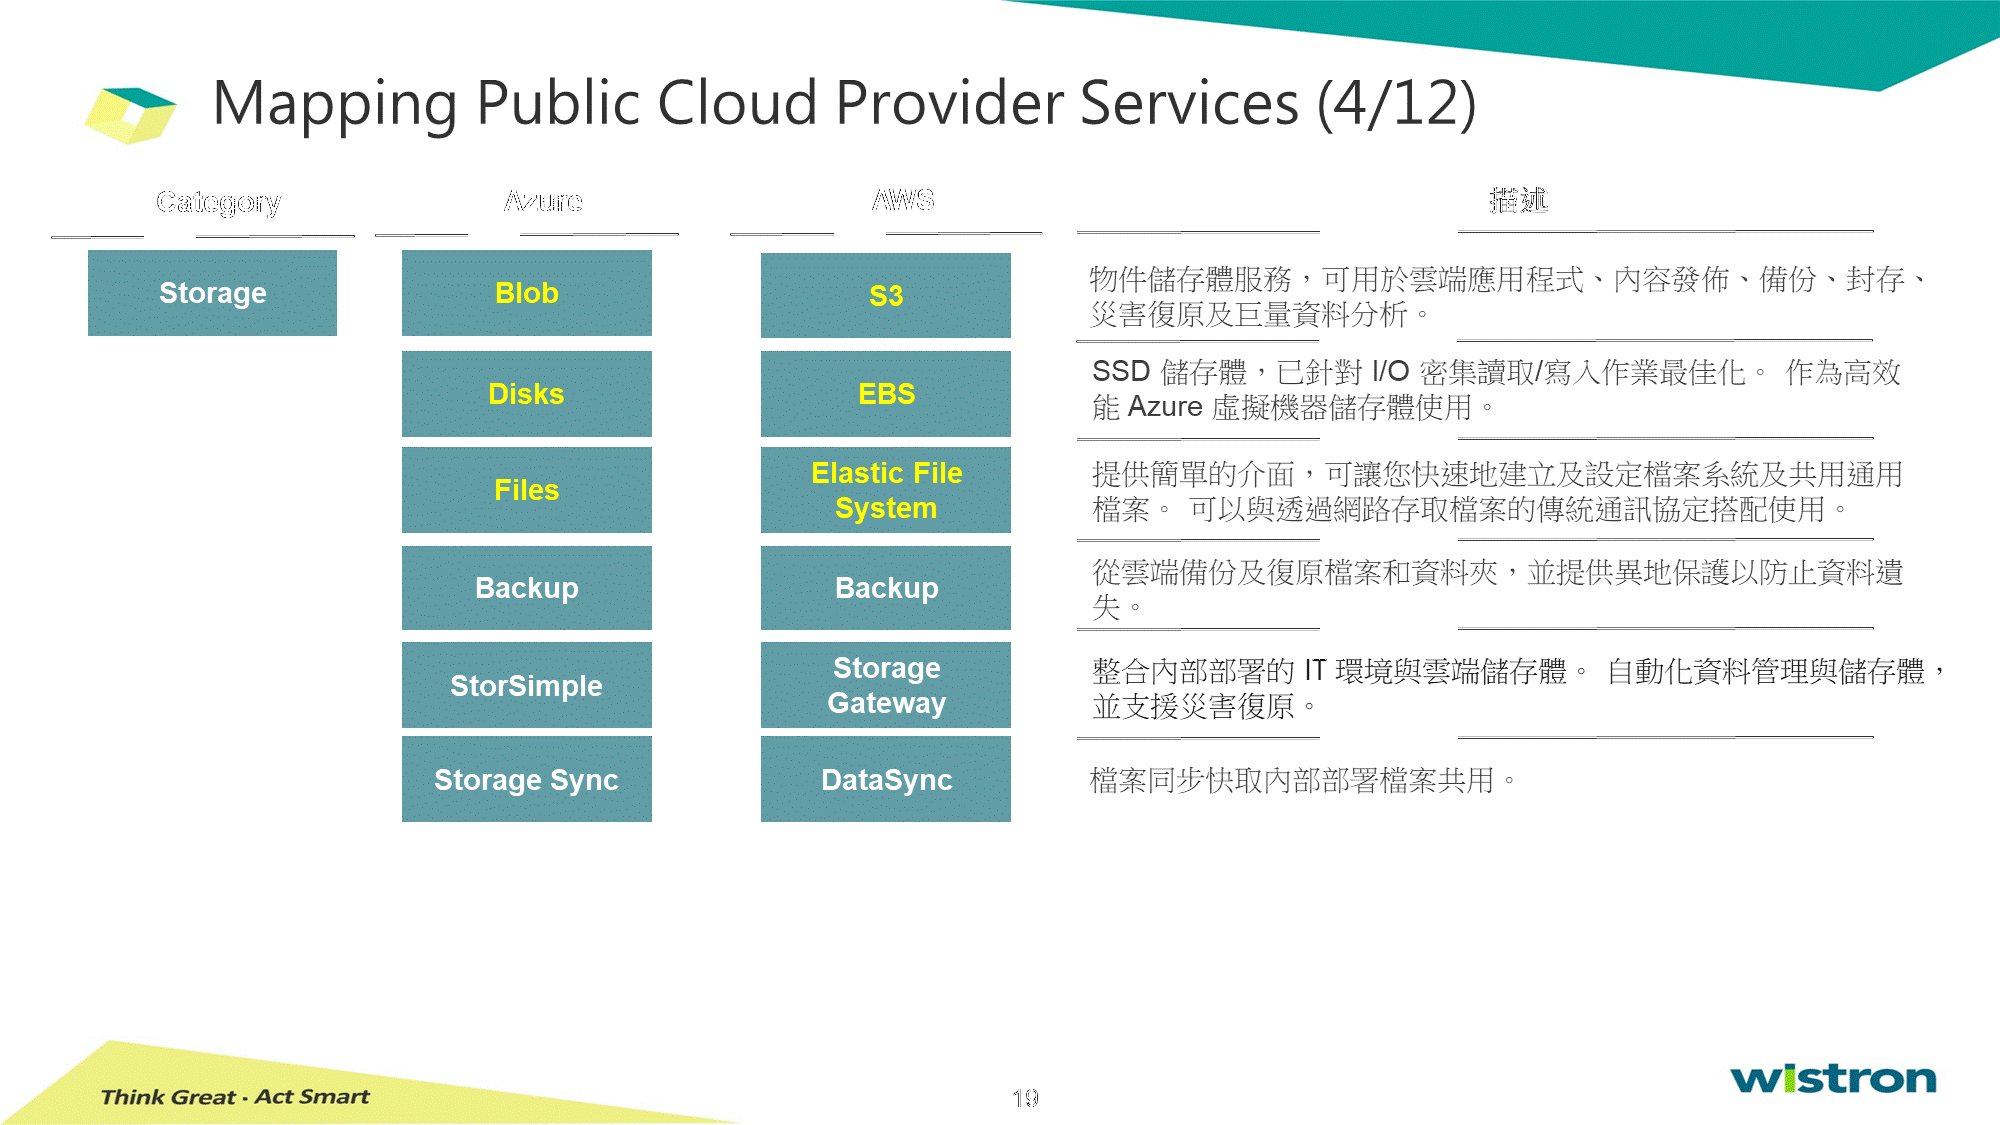 Mapping Public Cloud Provider Services (4/12)
Category
Azure
AWS
描述
Storage
Blob
S3
物件儲存體服務，可用於雲端應用程式、內容發佈、備份、封存、
災害復原及巨量資料分析。
Disks
EBS
SSD 儲存體，已針對 I/O 密集讀取/寫入作業最佳化。 作為高效
能 Azure 虛擬機器儲存體使用。
Files
Elastic File
System
提供簡單的介面，可讓您快速地建立及設定檔案系統及共用通用
檔案。 可以與透過網路存取檔案的傳統通訊協定搭配使用。
Backup
Backup
從雲端備份及復原檔案和資料夾，並提供異地保護以防止資料遺
失。
StorSimple
Storage
Gateway
整合內部部署的 IT 環境與雲端儲存體。 自動化資料管理與儲存體，
並支援災害復原。
Storage Sync
DataSync
檔案同步快取內部部署檔案共用。
Think Great · Act Smart
19
wistron